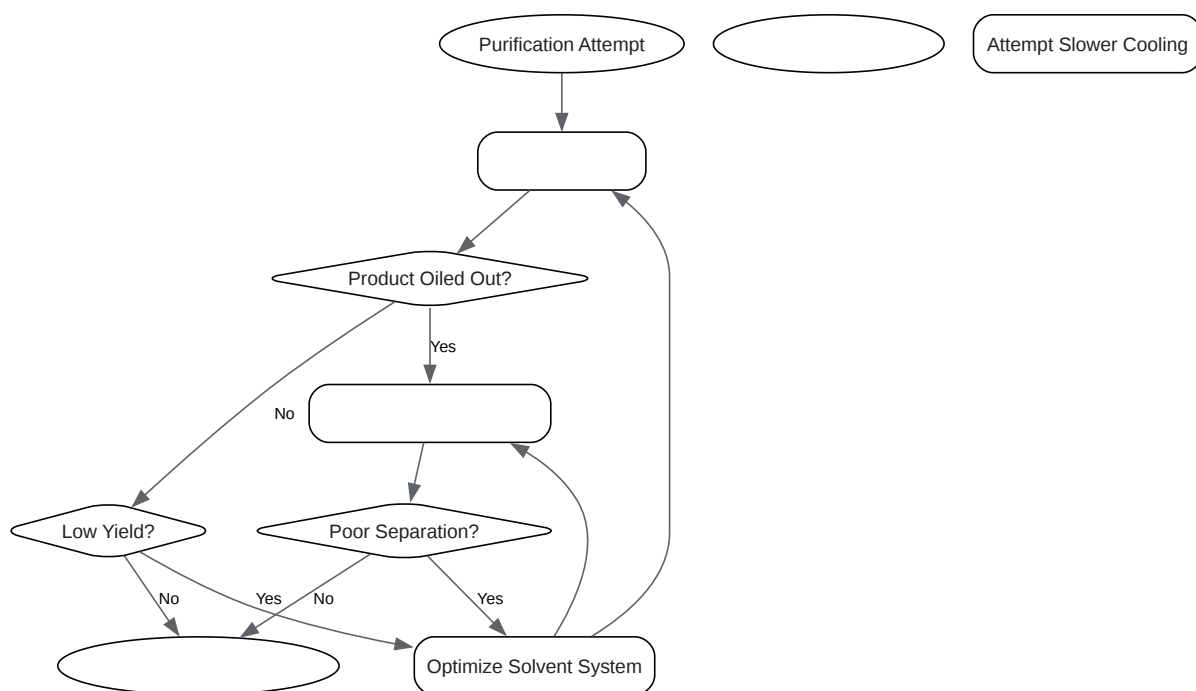 Purification Attempt
Attempt Slower Cooling
Product Oiled Out?
Yes
No
Low Yield?
Poor Separation?
No
Yes
No
Yes
Optimize Solvent System